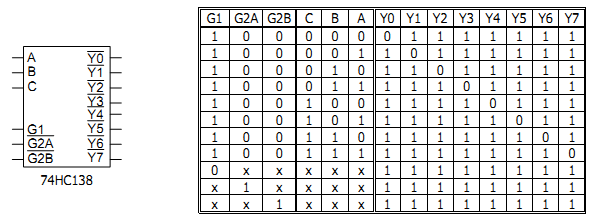 A Y0
B Y1
C Y2
Y3
Y4
G1 Y5
G2A Y6
G2B Y7
74HC138
G1 G2A G2B C B A Y0 Y1 Y2 Y3 Y4 Y5 Y6 Y7
1 0 0 0 0 0 0 1 1 1 1 1 1 1
1 0 0 0 0 1 1 0 1 1 1 1 1 1
1 0 0 0 1 0 1 1 0 1 1 1 1 1
1 0 0 0 1 1 1 1 1 0 1 1 1 1
1 0 0 1 0 0 1 1 1 1 0 1 1 1
1 0 0 1 0 1 1 1 1 1 1 0 1 1
1 0 0 1 1 0 1 1 1 1 1 1 0 1
1 0 0 1 1 1 1 1 1 1 1 1 1 0
0 x x x x x 1 1 1 1 1 1 1 1
x 1 x x x x 1 1 1 1 1 1 1 1
x x 1 x x x 1 1 1 1 1 1 1 1